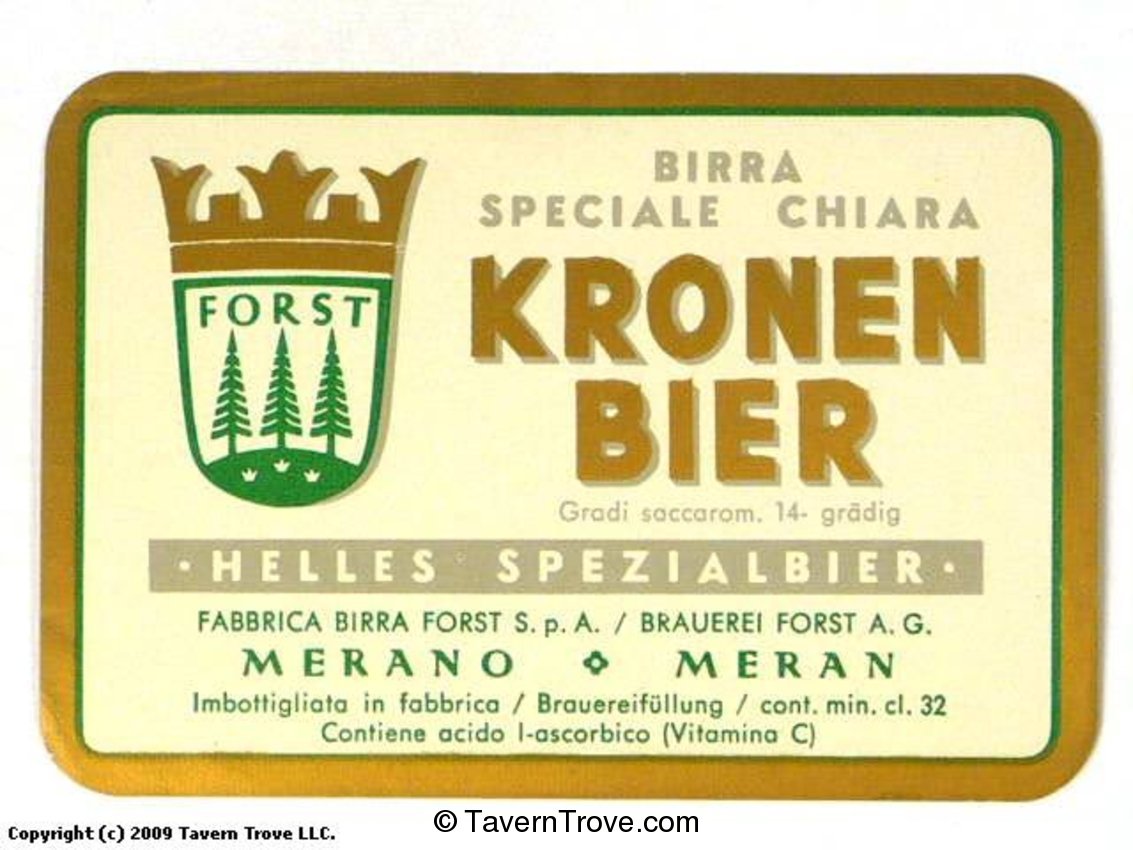 BIRRA
SPECIALE CHIARA
KRONEN
BIER
FORST
Gradi saccarom. 14- grädig
· HELLES SPEZIALBIER ·
FABBRICA BIRRA FORST S. p. A. / BRAUEREI FORST A. G.
MERANO MERAN
Imbottigliata in fabbrica / Brauereifüllung / cont. min. cl. 32
Contiene acido l-ascorbico (Vitamina C)
© TavernTrove.com
Copyright (c) 2009 Tavern Trove LLC.